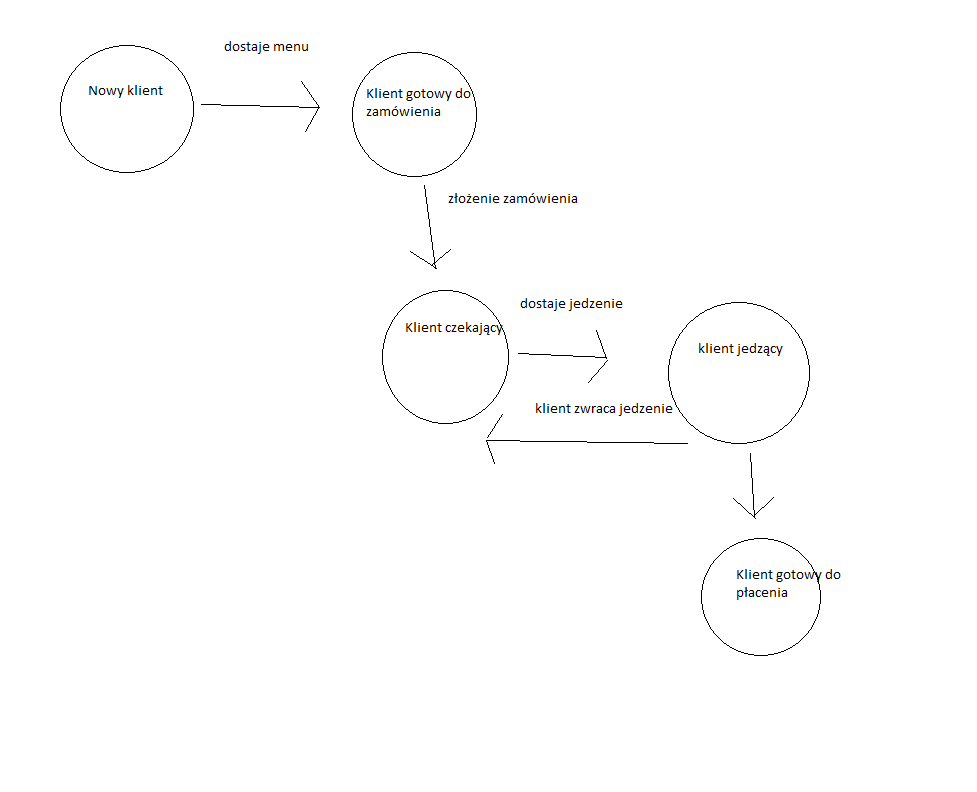 dostaje menu
Nowy klient
Klient gotowy do
zamówienia
złożenie zamówienia
dostaje jedzenie
Klient czekający
klient jedzący
klient zwraca jedzenie
Klient gotowy do
płacenia